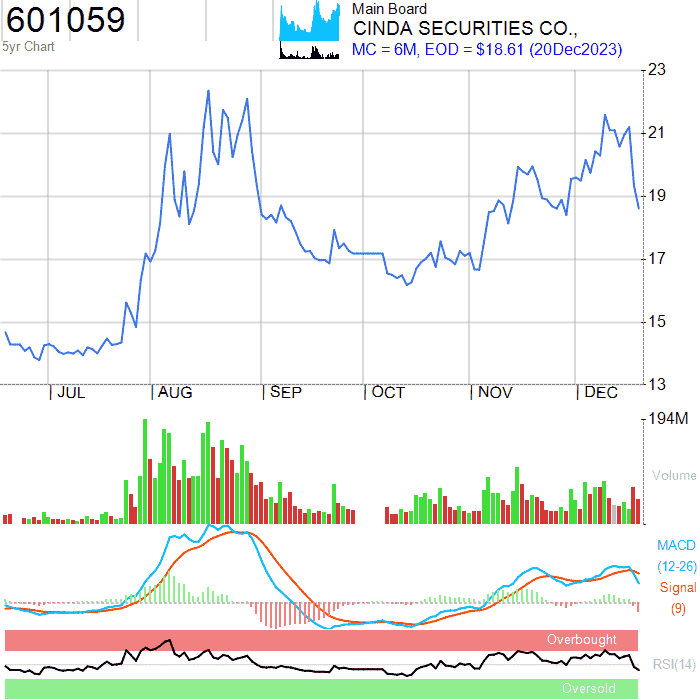 601059
5yr Chart
Main Board
CINDA SECURITIES CO.,
MC = 6M, EOD = $18.61 (20Dec2023)
23
21
19
17
15
13
JUL
AUG
SEP
OCT
NOV
DEC
194M
Volume
MACD
(12-26)
Signal
(9)
Overbought
RSI(14)
Oversold